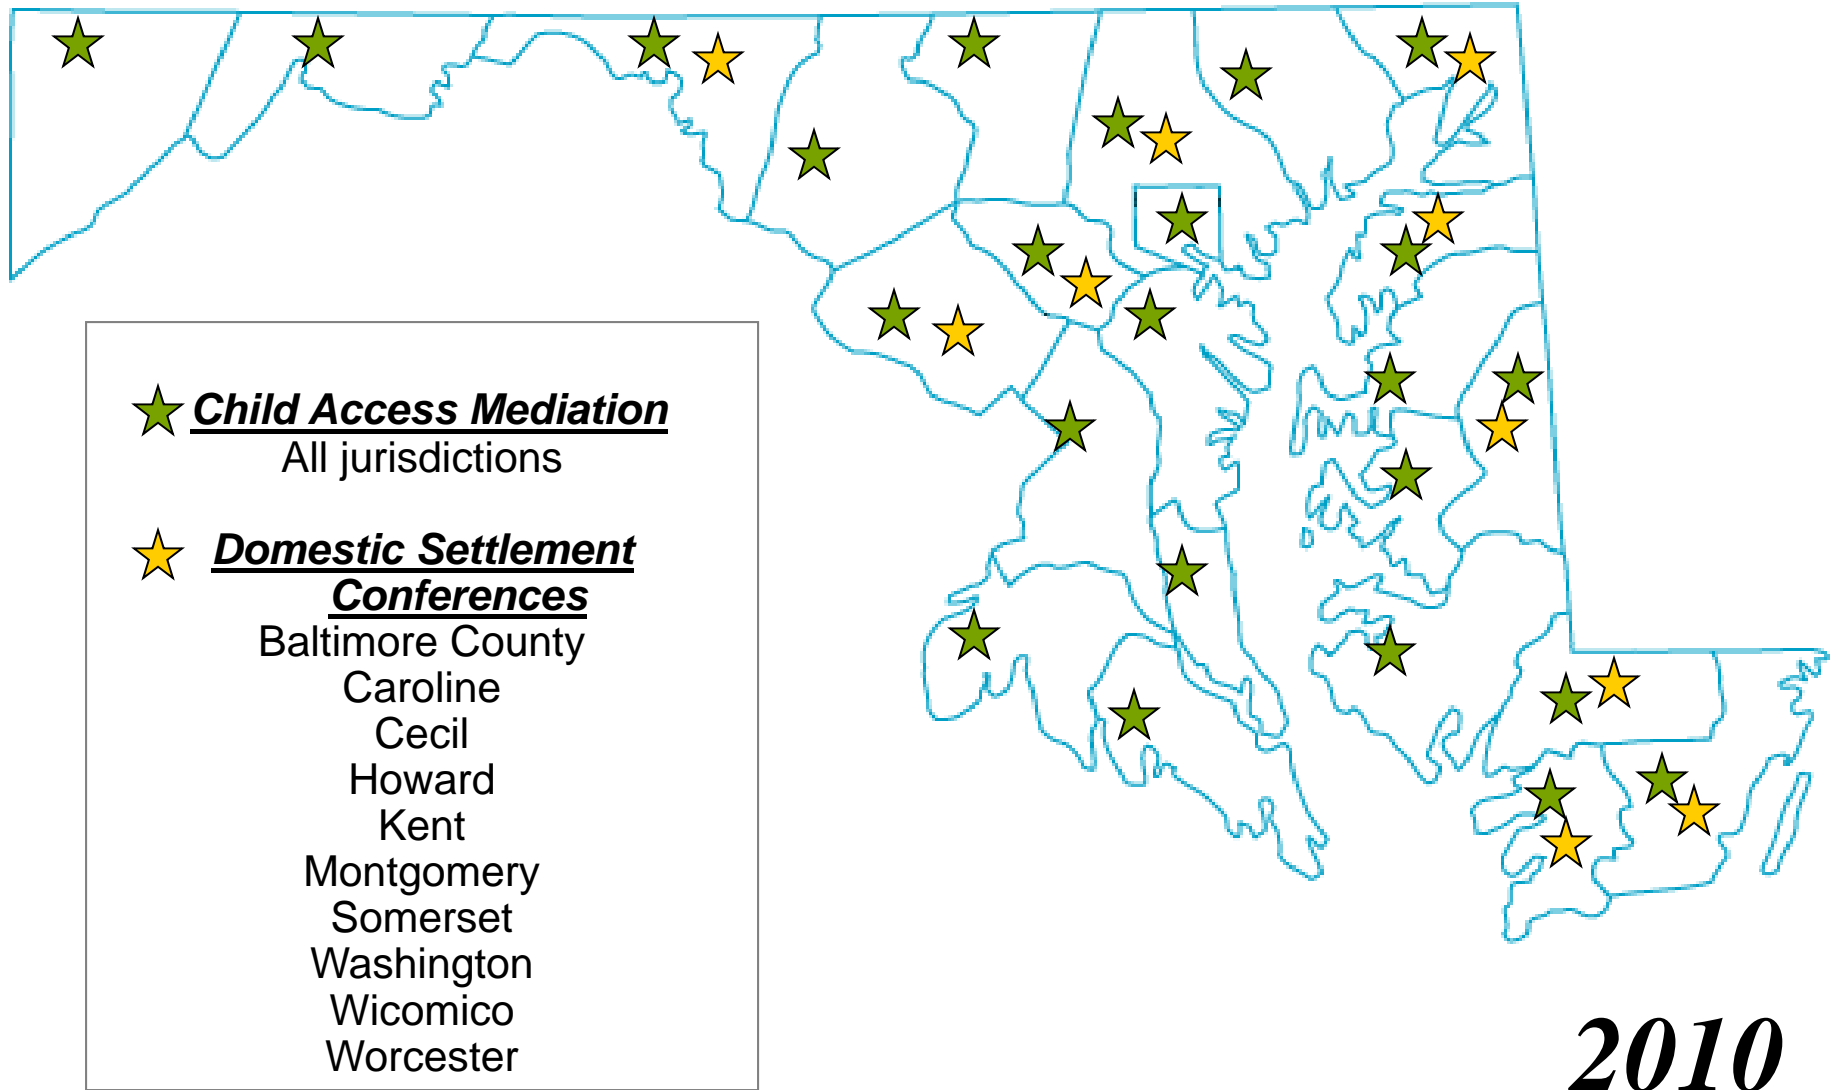 Child Access Mediation
All jurisdictions
Domestic Settlement
Conferences
Baltimore County
Caroline
Cecil
Howard
Kent
Montgomery
Somerset
Washington
Wicomico
Worcester
2010